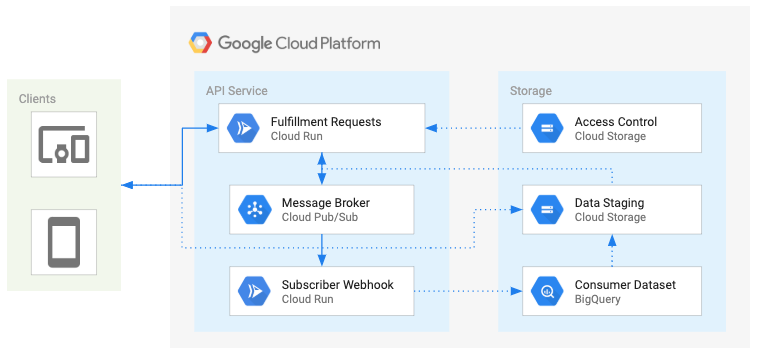 Google Cloud Platform
Clients
API Service
Fulfillment Requests
Cloud Run
Message Broker
Cloud Pub/Sub
Subscriber Webhook
Cloud Run
Storage
Access Control
Cloud Storage
Data Staging
Cloud Storage
Consumer Dataset
BigQuery